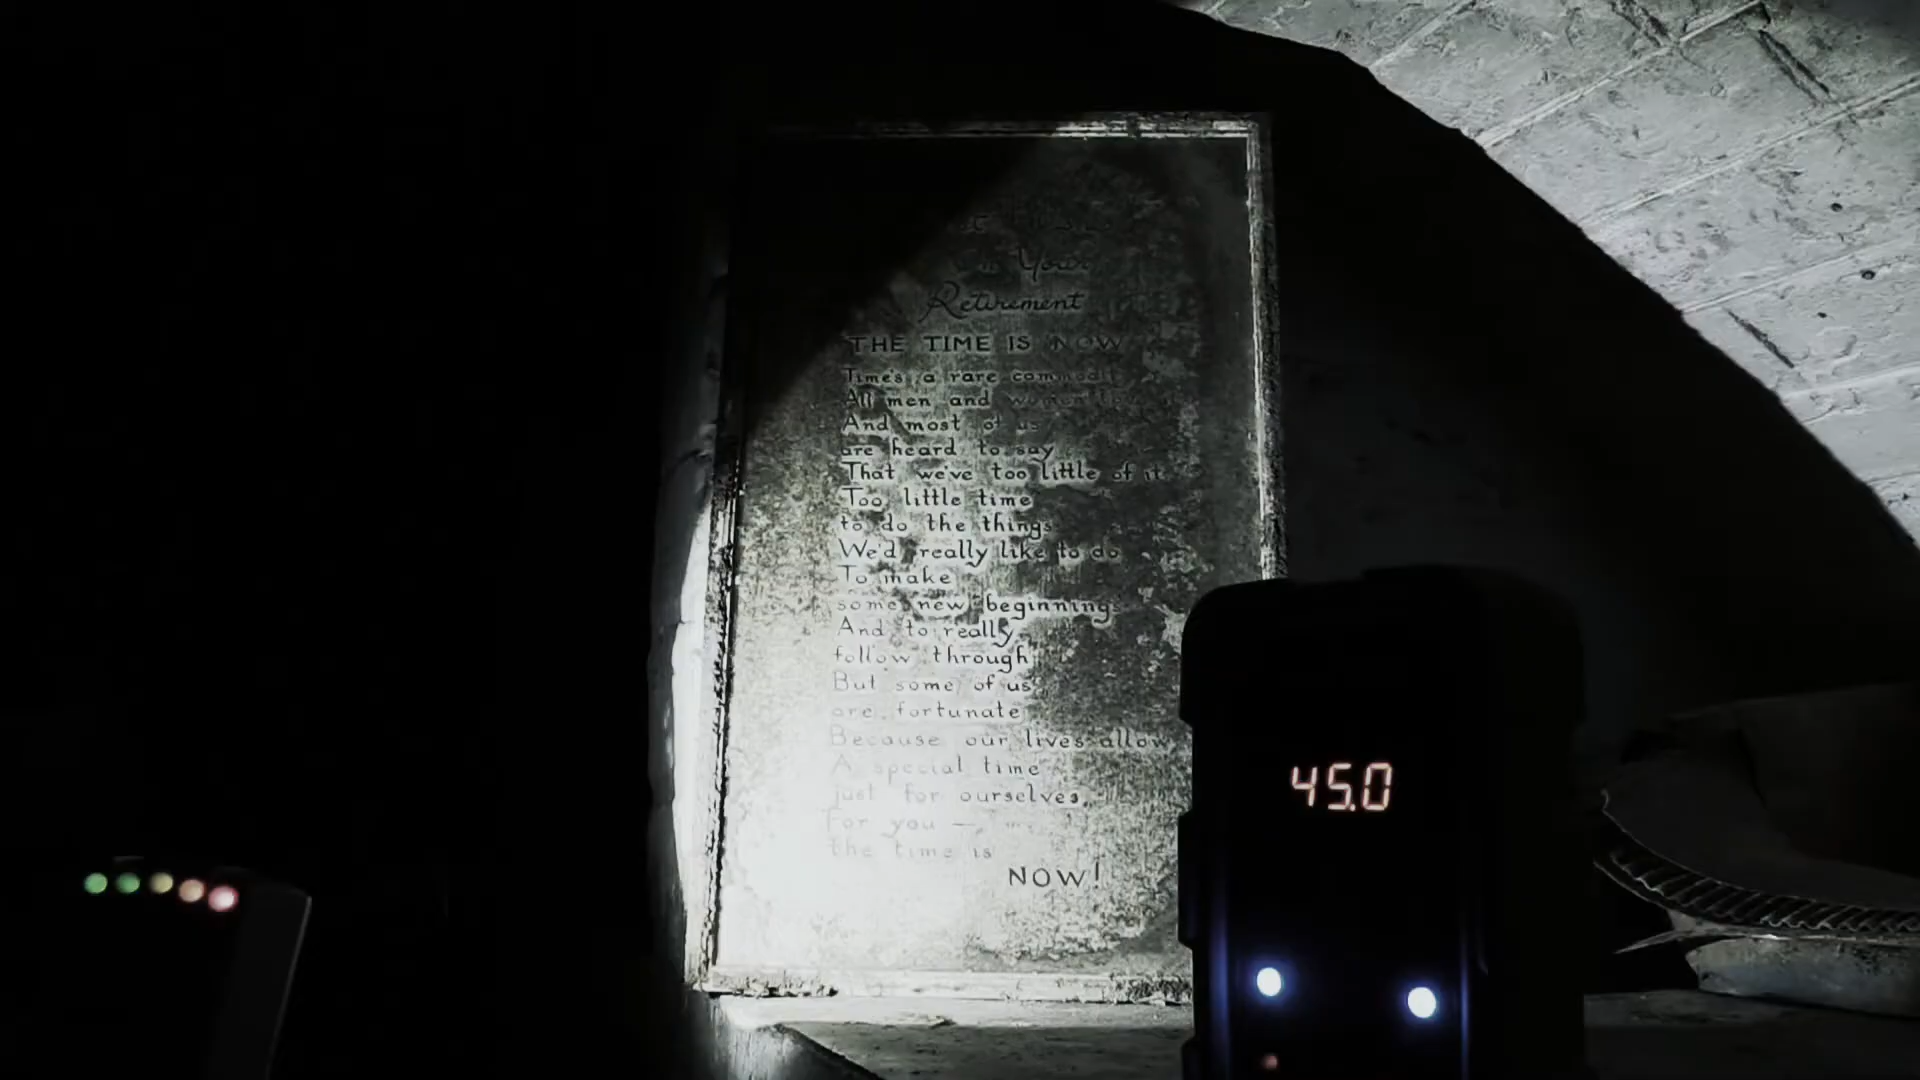 Your
Retirement
THE TIME IS NOW
Time's a rare commodity
All men and women
And most of us
are heard to say
That we've too little of it
Too little time
to do the things
We'd really like to do
To make
some new beginnings
And to really
follow through
But some of us
are fortunate
Because our lives allow
A special time
just for ourselves,
For you —
the time is
NOW!
45.0